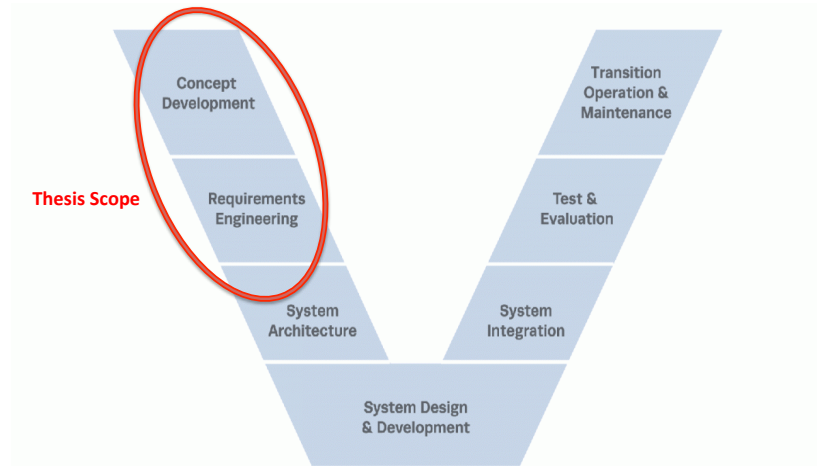 Concept
Development
Transition
Operation &
Maintenance
Thesis Scope
Requirements
Engineering
Test &
Evaluation
System
Architecture
System
Integration
System Design
& Development